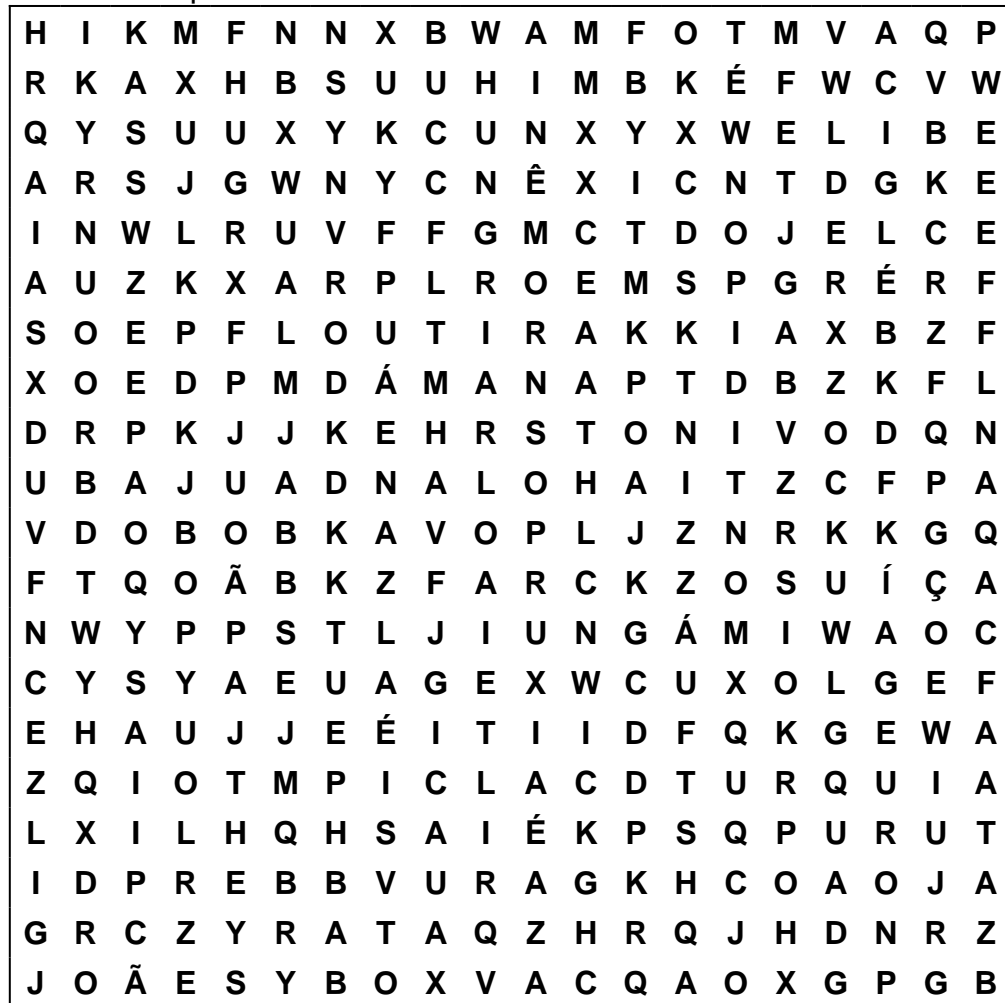 H I K M F N N X B W A M F O T M V A Q P
R K A X H B S U U H I M B K É F W C V W
Q Y S U U X Y K C U N X Y X W E L I B E
A R S J G W N Y C N Ê X I C N T D G K E
I N W L R U V F F G M C T D O J E L C E
A U Z K X A R P L R O E M S P G R É R F
S O E P F L O U T I R A K K I A X B Z F
X O E D P M D Á M A N A P T D B Z K F L
D R P K J J K E H R S T O N I V O D Q N
U B A J U A D N A L O H A I T Z C F P A
V D O B O B K A V O P L J Z N R K K G Q
F T Q O Ã B K Z F A R C K Z O S U Í Ç A
N W Y P P S T L J I U N G Á M I W A O C
C Y S Y A E U A G E X W C U X O L G E F
E H A U J J E É I T I I D F Q K G E W A
Z Q I O T M P I C L A C D T U R Q U I A
L X I L H Q H S A I É K P S Q P U R U T
I D P R E B B V U R A G K H C O A O J A
G R C Z Y R A T A Q Z H R Q J H D N R Z
J O Ã E S Y B O X V A C Q A O X G P G B